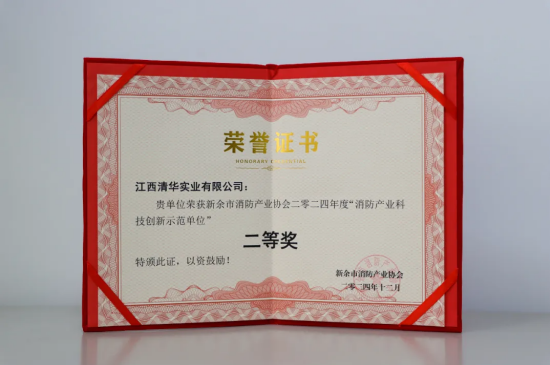 荣誉证书
HONORARY CREDENTIAL
江西清华实业有限公司：
贵单位荣获新余市消防产业协会二零二四年度“消防产业科
技创新示范单位”
二等奖
特颁此证，以资鼓励！
新余市消防产业协会
二零二四年十二月